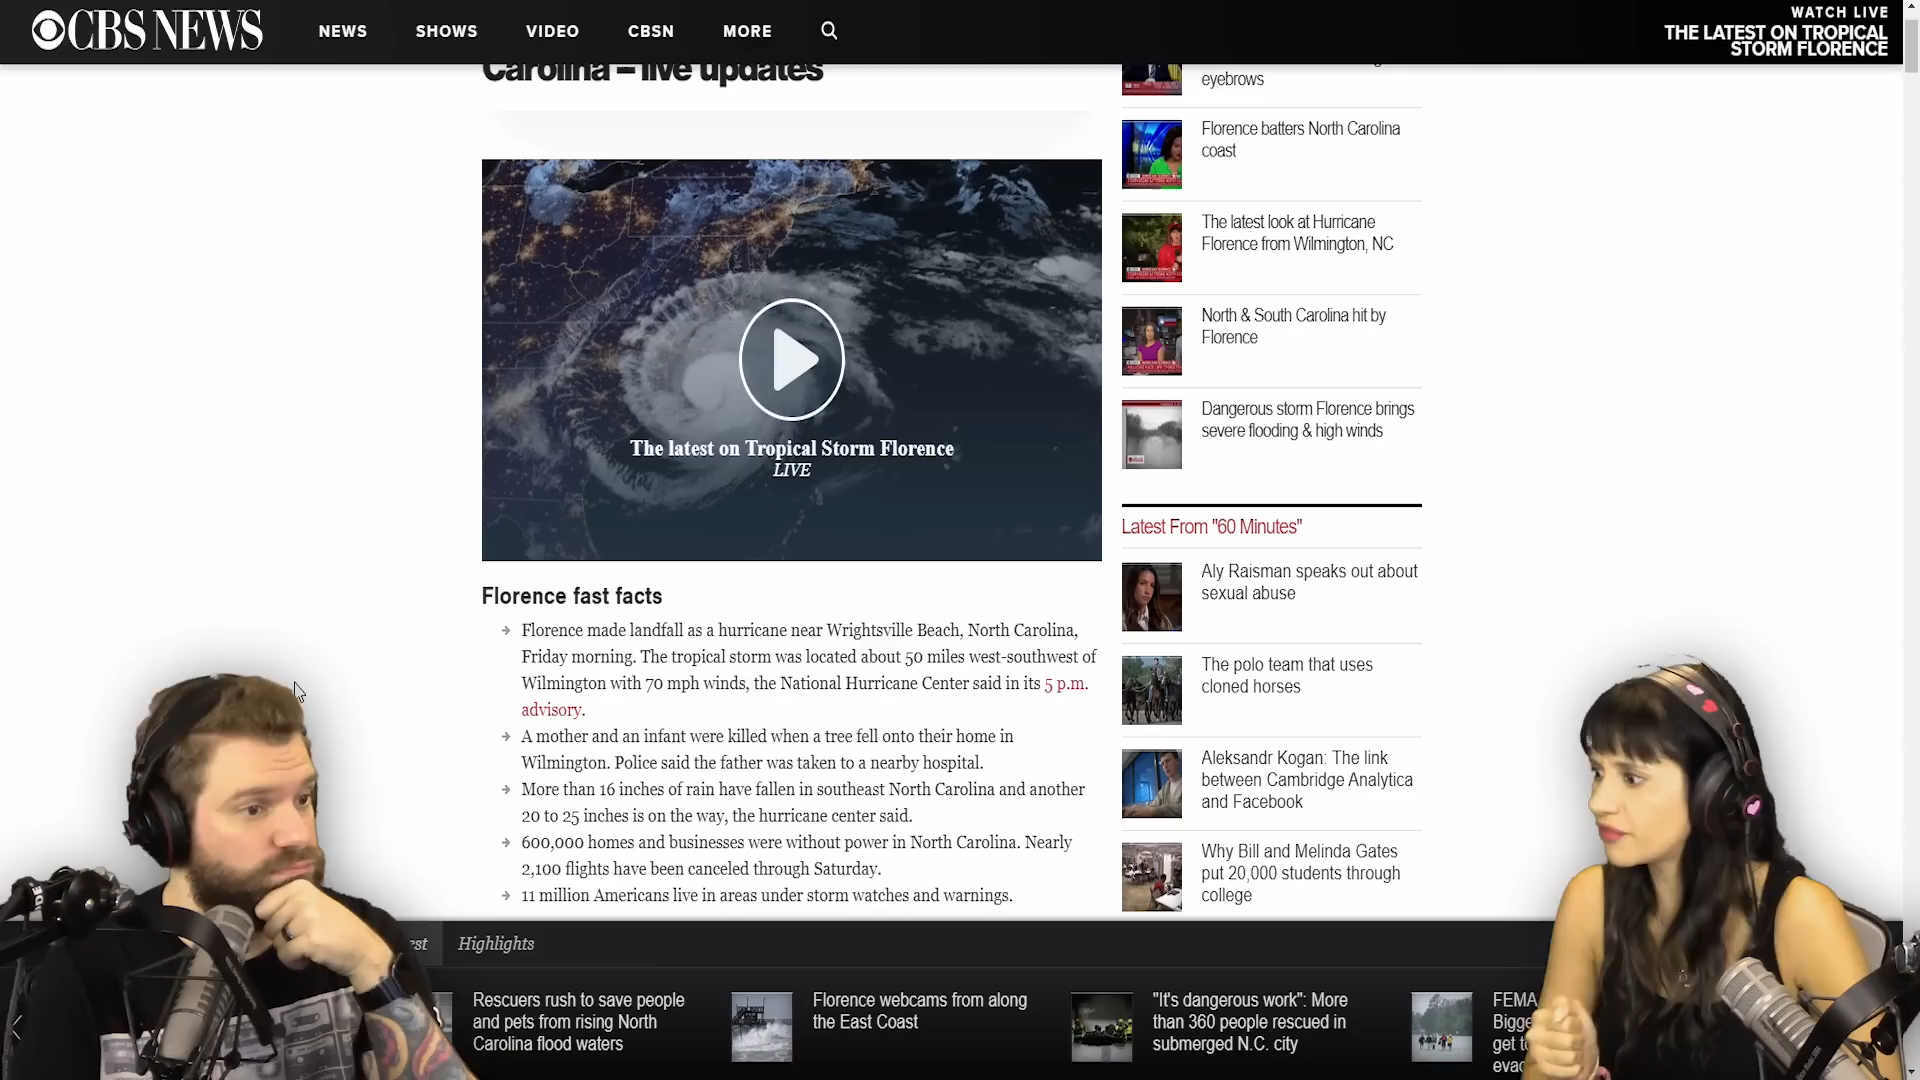 CBS NEWS
NEWS
SHOWS
VIDEO
CBSN
MORE
WATCH LIVE
THE LATEST ON TROPICAL
STORM FLORENCE
Carolina – live updates
The latest on Tropical Storm Florence
LIVE
Florence fast facts
Florence made landfall as a hurricane near Wrightsville Beach, North Carolina,
Friday morning. The tropical storm was located about 50 miles west-southwest of
Wilmington with 70 mph winds, the National Hurricane Center said in its 5 p.m.
advisory.
A mother and an infant were killed when a tree fell onto their home in
Wilmington. Police said the father was taken to a nearby hospital.
More than 16 inches of rain have fallen in southeast North Carolina and another
20 to 25 inches is on the way, the hurricane center said.
600,000 homes and businesses were without power in North Carolina. Nearly
2,100 flights have been canceled through Saturday.
11 million Americans live in areas under storm watches and warnings.
eyebrows
Florence batters North Carolina
coast
The latest look at Hurricane
Florence from Wilmington, NC
North & South Carolina hit by
Florence
Dangerous storm Florence brings
severe flooding & high winds
Latest From "60 Minutes"
Aly Raisman speaks out about
sexual abuse
The polo team that uses
cloned horses
Aleksandr Kogan: The link
between Cambridge Analytica
and Facebook
Why Bill and Melinda Gates
put 20,000 students through
college
Highlights
Rescuers rush to save people
and pets from rising North
Carolina flood waters
Florence webcams from along
the East Coast
"It's dangerous work": More
than 360 people rescued in
submerged N.C. city
FEMA
Bigge
get t
evac